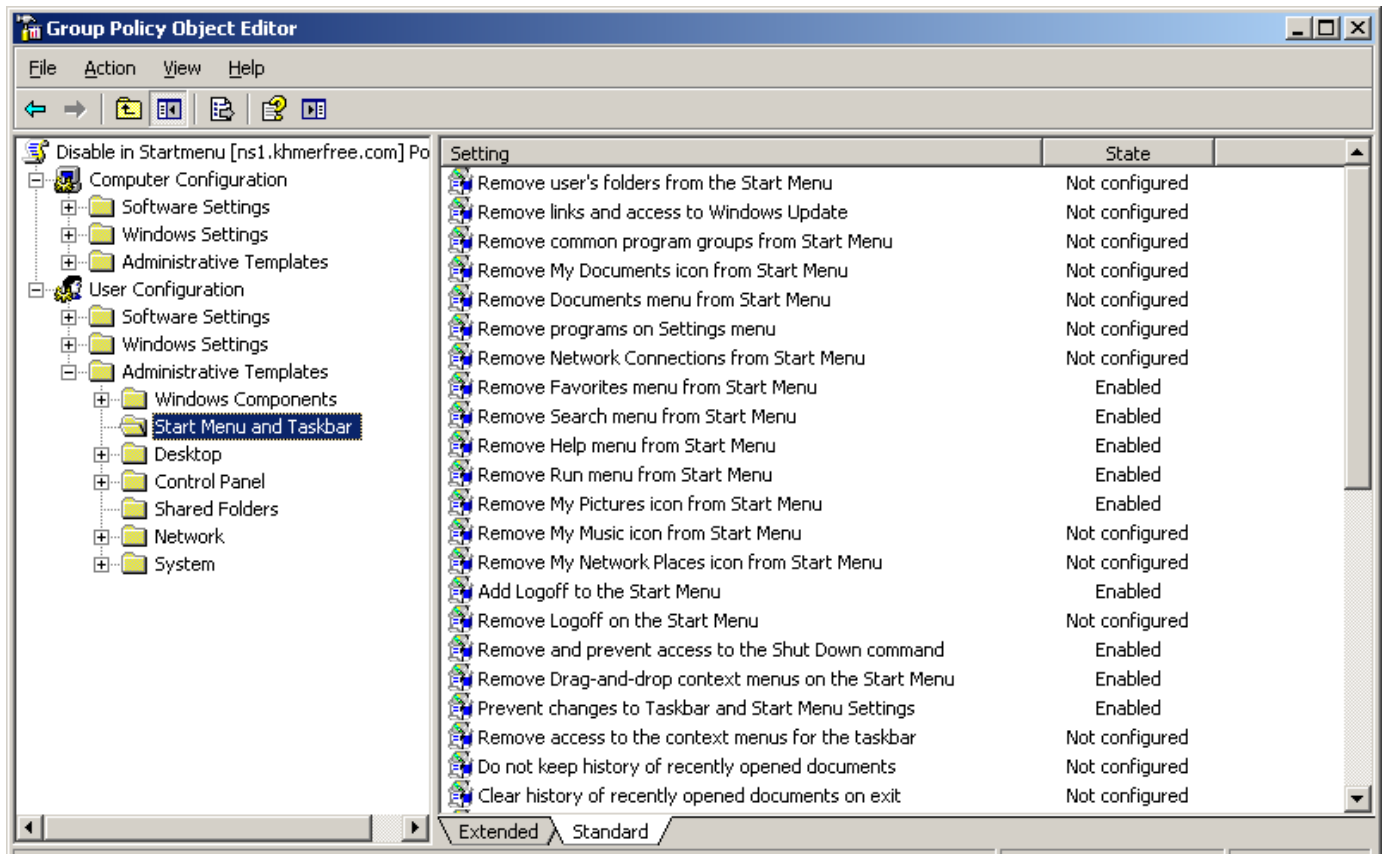 Group Policy Object Editor
File Action View Help
Disable in Startmenu [ns1.khmerfree.com] Po
Computer Configuration
Software Settings
Windows Settings
Administrative Templates
User Configuration
Software Settings
Windows Settings
Administrative Templates
Windows Components
Start Menu and Taskbar
Desktop
Control Panel
Shared Folders
Network
System
Setting State
Remove user's folders from the Start Menu Not configured
Remove links and access to Windows Update Not configured
Remove common program groups from Start Menu Not configured
Remove My Documents icon from Start Menu Not configured
Remove Documents menu from Start Menu Not configured
Remove programs on Settings menu Not configured
Remove Network Connections from Start Menu Not configured
Remove Favorites menu from Start Menu Enabled
Remove Search menu from Start Menu Enabled
Remove Help menu from Start Menu Enabled
Remove Run menu from Start Menu Enabled
Remove My Pictures icon from Start Menu Enabled
Remove My Music icon from Start Menu Not configured
Remove My Network Places icon from Start Menu Not configured
Add Logoff to the Start Menu Enabled
Remove Logoff on the Start Menu Not configured
Remove and prevent access to the Shut Down command Enabled
Remove Drag-and-drop context menus on the Start Menu Enabled
Prevent changes to Taskbar and Start Menu Settings Enabled
Remove access to the context menus for the taskbar Not configured
Do not keep history of recently opened documents Not configured
Clear history of recently opened documents on exit Not configured
Extended Standard